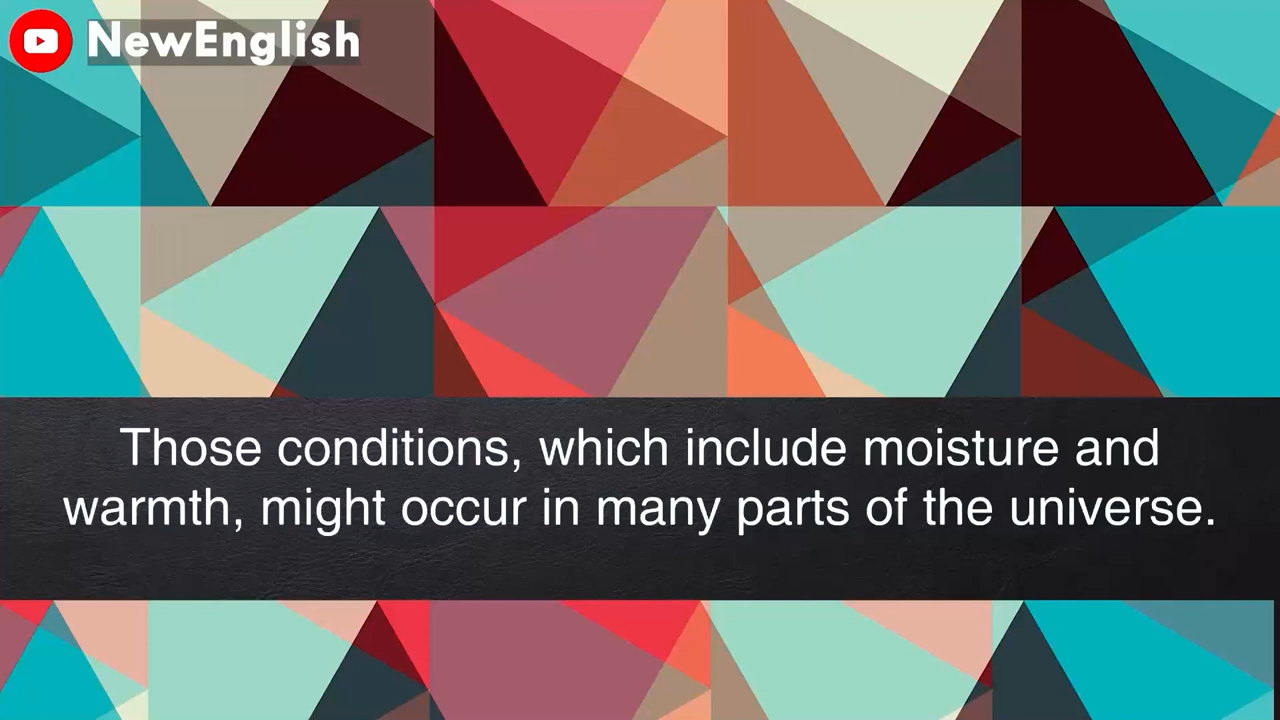 NewEnglish
Those conditions, which include moisture and
warmth, might occur in many parts of the universe.